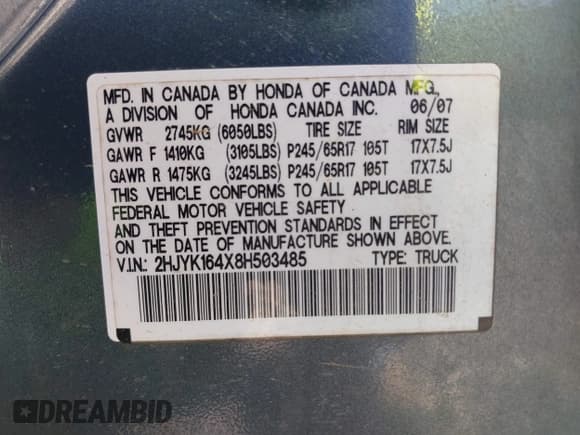 MFD. IN CANADA BY HONDA OF CANADA MFG.,
A DIVISION OF HONDA CANADA INC. 06/07
GVWR 2745KG (6050LBS) TIRE SIZE RIM SIZE
GAWR F 1410KG (3105LBS) P245/65R17 105T 17X7.5J
GAWR R 1475KG (3245LBS) P245/65R17 105T 17X7.5J
THIS VEHICLE CONFORMS TO ALL APPLICABLE
FEDERAL MOTOR VEHICLE SAFETY
AND THEFT PREVENTION STANDARDS IN EFFECT
ON THE DATE OF MANUFACTURE SHOWN ABOVE.
V.I.N.: 2HJYK164X8H503485 TYPE: TRUCK
DREAMBID